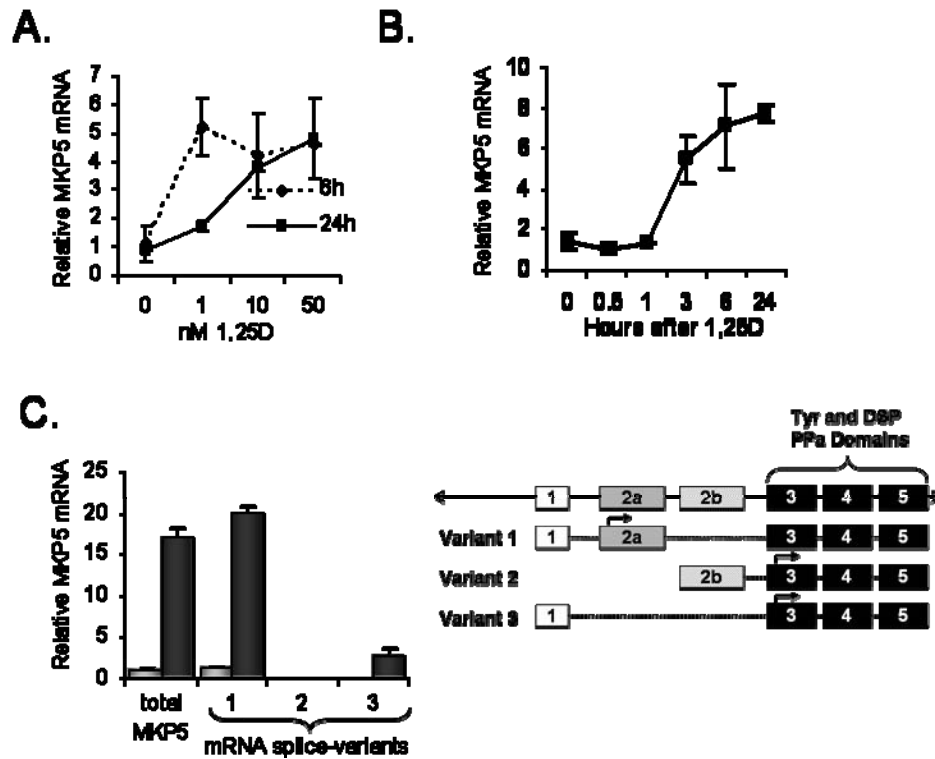 A.
Relative MKP5 mRNA
7
6
5
4
3
2
1
0
6h
24h
0 1 10 50
nM 1,25D
B.
Relative MKP5 mRNA
10
8
6
4
2
0
0 0.5 1 3 6 24
Hours after 1,25D
C.
Relative MKP5 mRNA
25
20
15
10
5
0
total MKP5
1 2 3
mRNA splice-variants
Tyr and DSP
PPa Domains
1 2a 2b 3 4 5
Variant 1 1 2a 3 4 5
Variant 2 2b 3 4 5
Variant 3 1 3 4 5